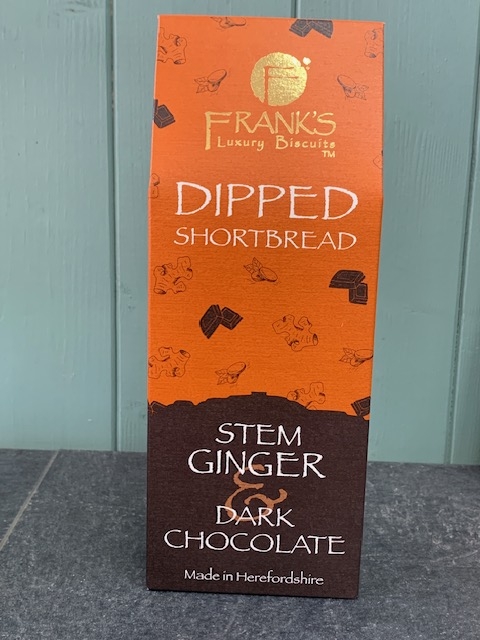 F
FRANK'S
Luxury Biscuits
TM
DIPPED
SHORTBREAD
STEM
GINGER
&
DARK
CHOCOLATE
Made in Herefordshire